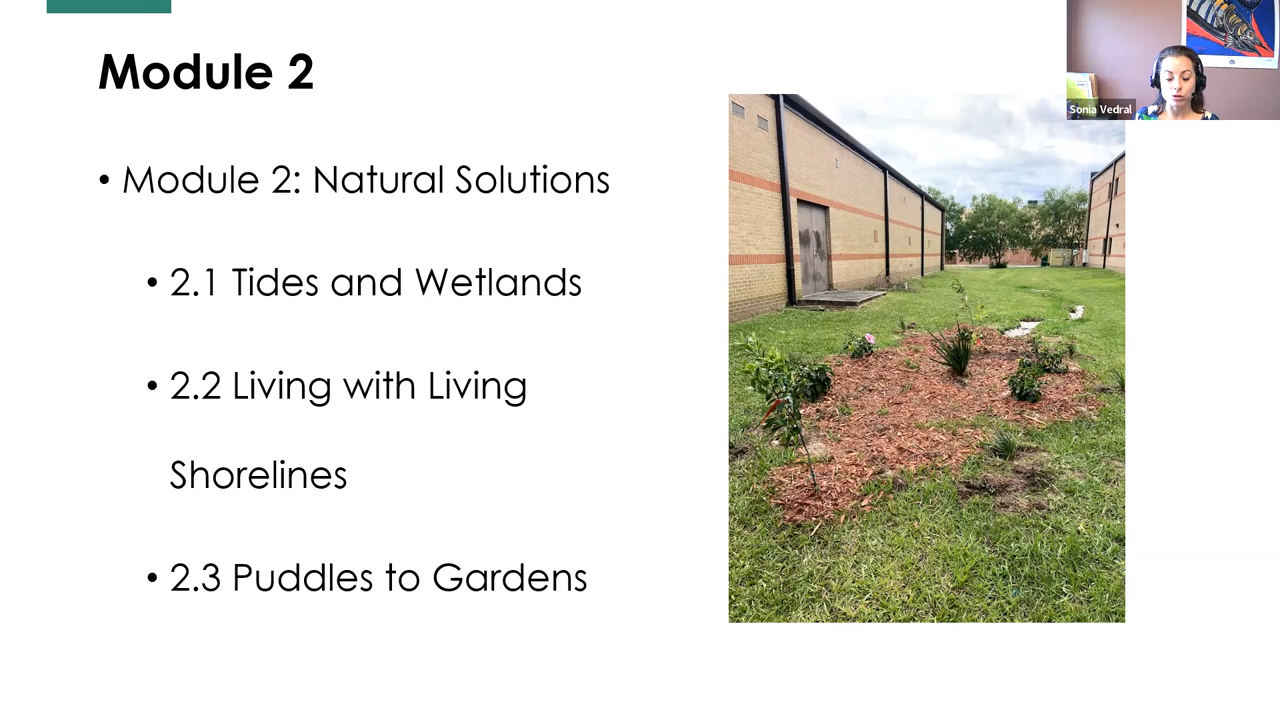 Module 2
Sonia Vedral
• Module 2: Natural Solutions
• 2.1 Tides and Wetlands
• 2.2 Living with Living
Shorelines
• 2.3 Puddles to Gardens